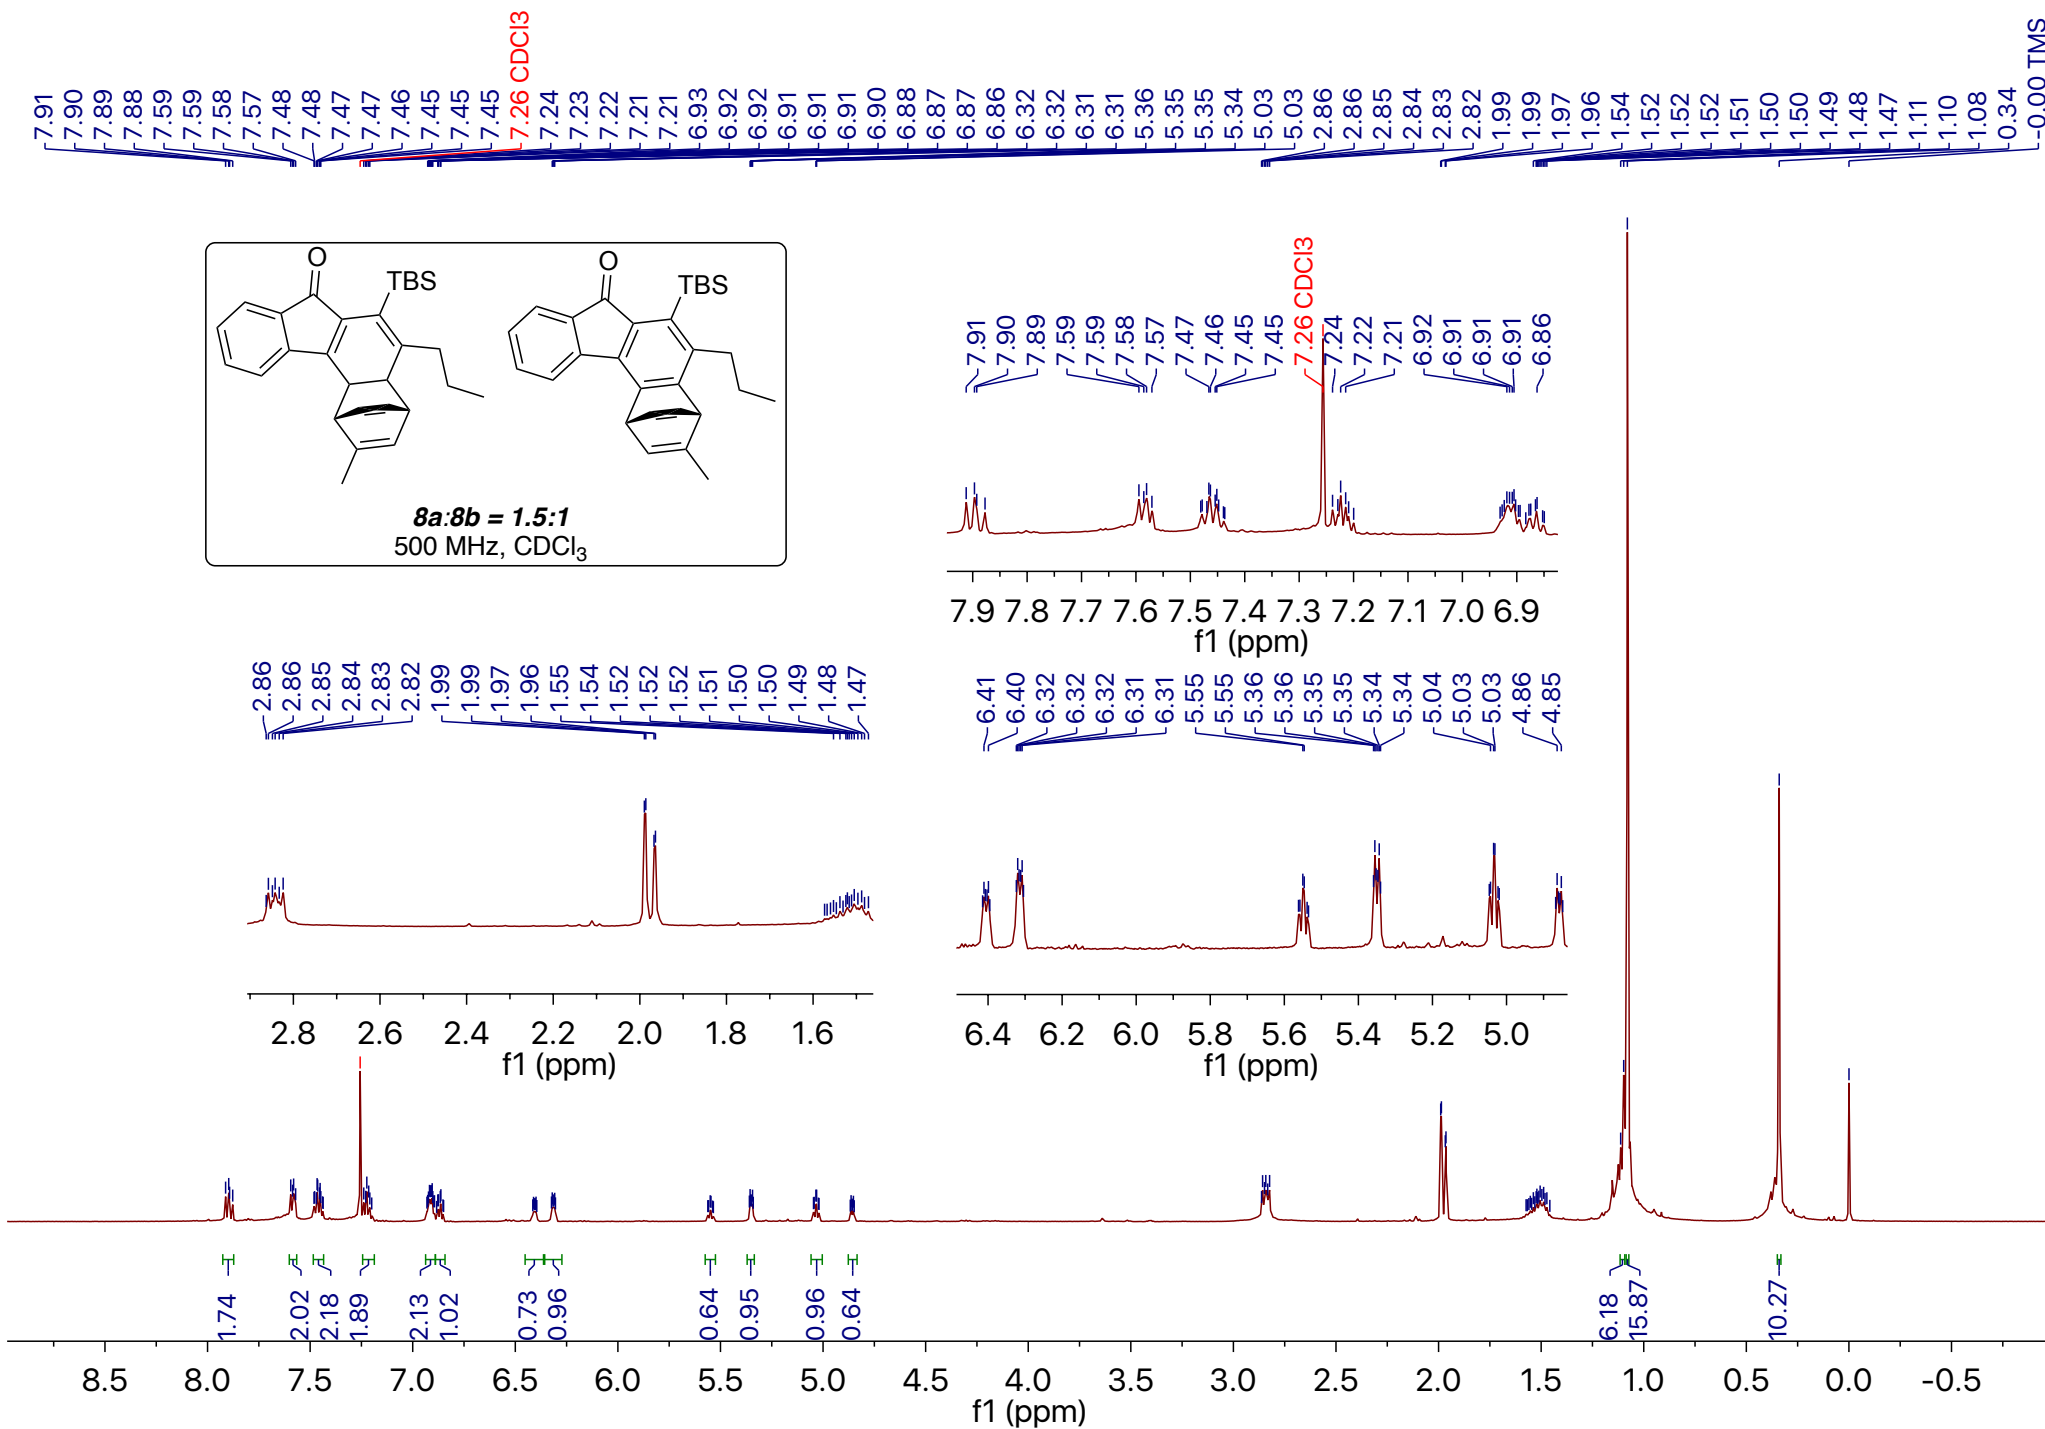 7.91 7.90 7.89 7.88 7.59 7.59 7.58 7.57 7.48 7.48 7.47 7.47 7.46 7.45 7.45 7.45 7.26 CDCl3 7.24 7.23 7.22 7.21 7.21 6.93 6.92 6.92 6.91 6.91 6.91 6.90 6.88 6.87 6.87 6.86 6.32 6.32 6.31 6.31 5.36 5.35 5.35 5.34 5.03 5.03 2.86 2.86 2.85 2.84 2.83 2.82 1.99 1.99 1.97 1.96 1.54 1.52 1.52 1.52 1.51 1.50 1.50 1.49 1.48 1.47 1.11 1.10 1.08 0.34 -0.00 TMS
O
TBS
O
TBS
8a:8b = 1.5:1
500 MHz, CDCl3
7.91 7.90 7.89 7.59 7.59 7.58 7.57 7.47 7.46 7.45 7.45 7.26 CDCl3 7.24 7.22 7.21 6.92 6.91 6.91 6.91 6.86
7.9 7.8 7.7 7.6 7.5 7.4 7.3 7.2 7.1 7.0 6.9
f1 (ppm)
2.86 2.86 2.85 2.84 2.83 2.82 1.99 1.99 1.97 1.96 1.55 1.54 1.52 1.52 1.52 1.51 1.50 1.50 1.49 1.48 1.47
2.8 2.6 2.4 2.2 2.0 1.8 1.6
f1 (ppm)
6.41 6.40 6.32 6.32 6.32 6.31 6.31 5.55 5.55 5.36 5.36 5.35 5.35 5.34 5.34 5.04 5.03 5.03 4.86 4.85
6.4 6.2 6.0 5.8 5.6 5.4 5.2 5.0
f1 (ppm)
1.74 2.02 2.18 1.89 2.13 1.02 0.73 0.96 0.64 0.95 0.96 0.64 6.18 15.87 10.27
8.5 8.0 7.5 7.0 6.5 6.0 5.5 5.0 4.5 4.0 3.5 3.0 2.5 2.0 1.5 1.0 0.5 0.0 -0.5
f1 (ppm)